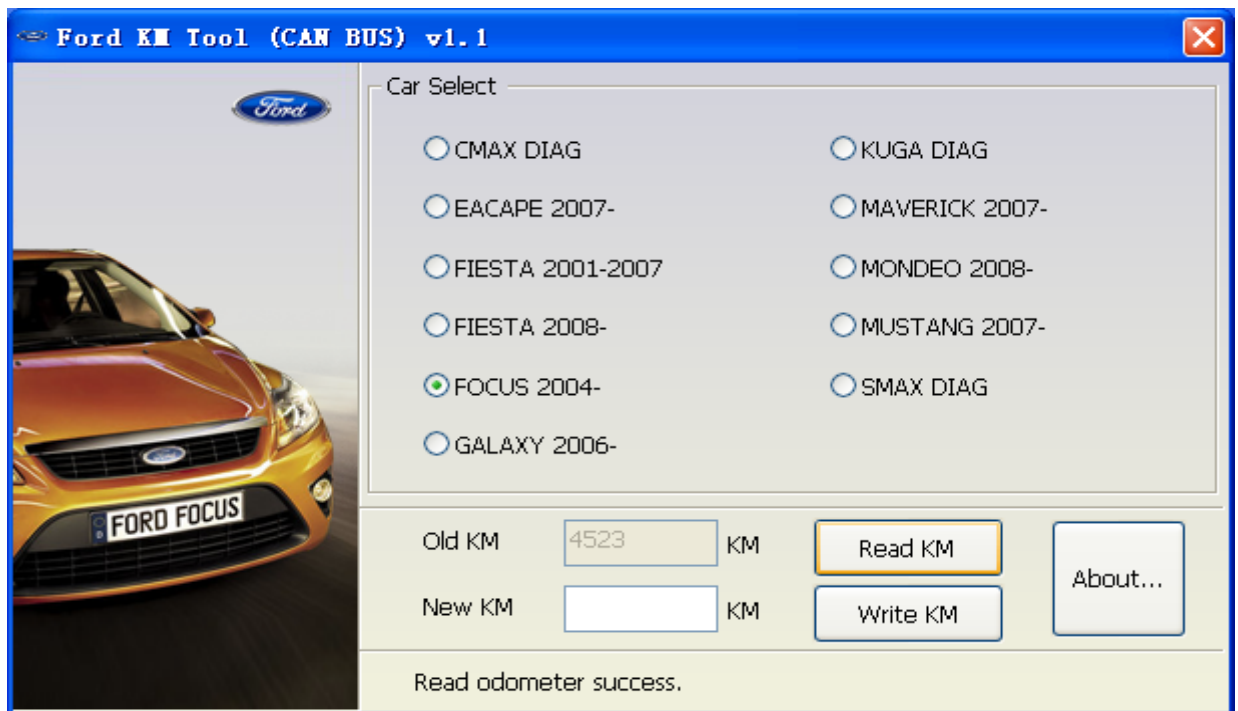 Ford KM Tool (CAN BUS) v1.1
Ford
Car Select
CMAX DIAG
KUGA DIAG
EACAPE 2007-
MAVERICK 2007-
FIESTA 2001-2007
MONDEO 2008-
FIESTA 2008-
MUSTANG 2007-
FOCUS 2004-
SMAX DIAG
GALAXY 2006-
FORD FOCUS
Old KM 4523 KM Read KM
About...
New KM KM Write KM
Read odometer success.